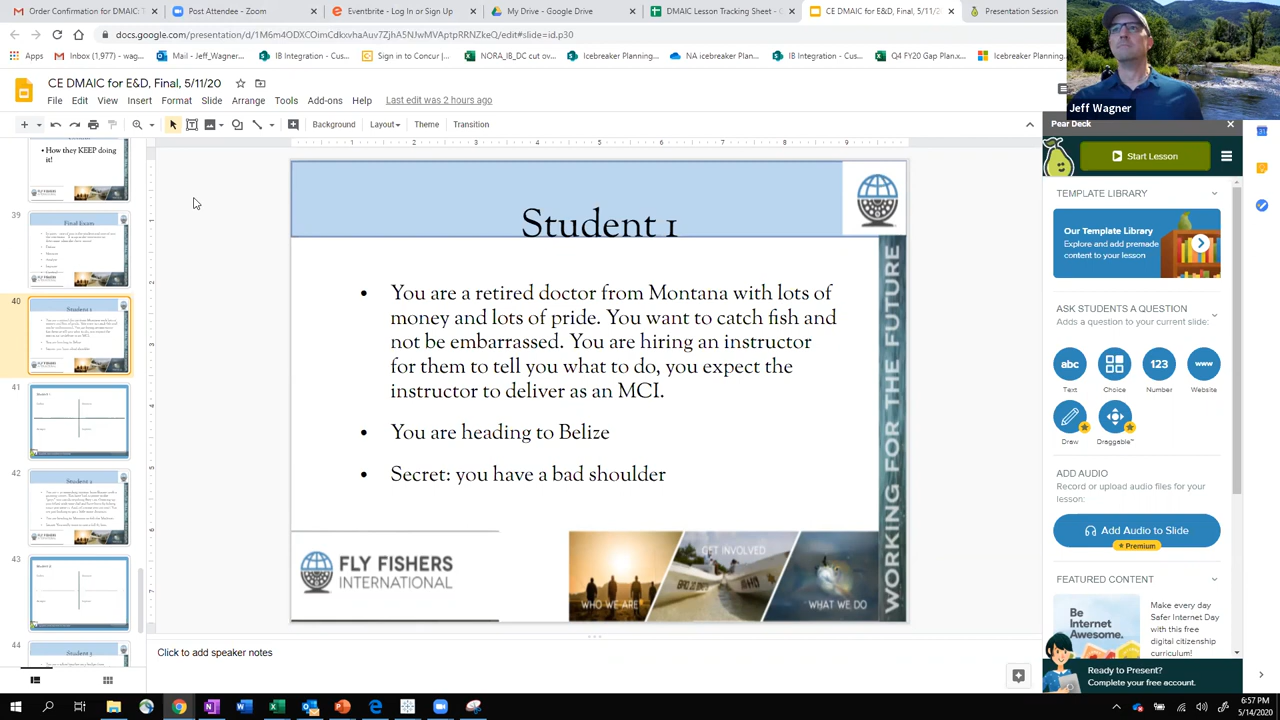 Order Confirmation
Post Attendee - Zoom
Eventbrite - Log In or Sign Up
My Drive - Google Drive
DMAIC Lesson Tracking Sheet - G
CE DMAIC for E&D, Final, 5/11/2
Presentation Session
docs.google.com/presentation/d/
Apps
Inbox (1,977) - wag...
Mail - Jeff_Wagner...
IB Integration - Cus...
Sign in to Concur |...
NORA_I8_DC cut ov...
Icebreaker Planning...
NA icebreaker Plan...
IB Integration - Cus...
Q4 FY20 Gap Plan.x...
Icebreaker Planning
CE DMAIC for E&D, Final, 5/11/20
File Edit View Insert Format Slide Arrange Tools Add-ons Help Last edit was 2 hours ago
Jeff Wagner
Background
Layout
Theme
Transition
Pear Deck
Start Lesson
• How they KEEP doing
it!
39
Final Exam
40
Student 1
41
42
Student 2
43
44
Student 3
Student 1
• You are a retired doctor from Montana with lots of
money and lots of pride. You want to catch fish and
not be embarrassed. You are hiring an instructor
for them to tell you what to do, you expect the
instructor to deliver as an MCI.
• You are heading to Belize
• Secret: you have a bad shoulder
WORKING FOR THE FUTURE
FLY FISHERS
INTERNATIONAL
WHO WE ARE
GET INVOLVED
WHAT WE DO
Click to add speaker notes
TEMPLATE LIBRARY
Our Template Library
Explore and add premade
content to your lesson
ASK STUDENTS A QUESTION
Adds a question to your current slide:
abc
123
www
Text
Choice
Number
Website
Draw
Draggable™
ADD AUDIO
Record or upload audio files for your
lesson:
Add Audio to Slide
Premium
FEATURED CONTENT
Be
Internet
Awesome.
Make every day
Safer Internet Day
with this free
digital citizenship
curriculum!
Ready to Present?
Complete your free account.
6:57 PM
5/14/2020